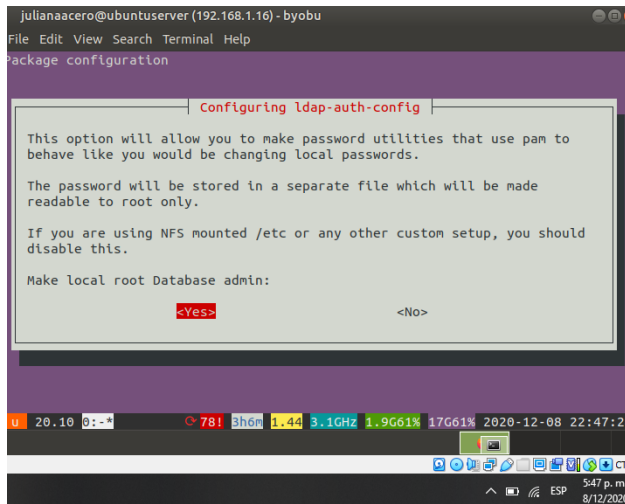 julianaacero@ubuntuserver (192.168.1.16) - byobu
File Edit View Search Terminal Help
Package configuration
Configuring ldap-auth-config
This option will allow you to make password utilities that use pam to
behave like you would be changing local passwords.
The password will be stored in a separate file which will be made
readable to root only.
If you are using NFS mounted /etc or any other custom setup, you should
disable this.
Make local root Database admin:
<Yes> <No>
u 20.10 0:-* 78! 3h6m 1.44 3.1GHz 1.9G61% 17G61% 2020-12-08 22:47:2
ESP 5:47 p. m
8/12/2020